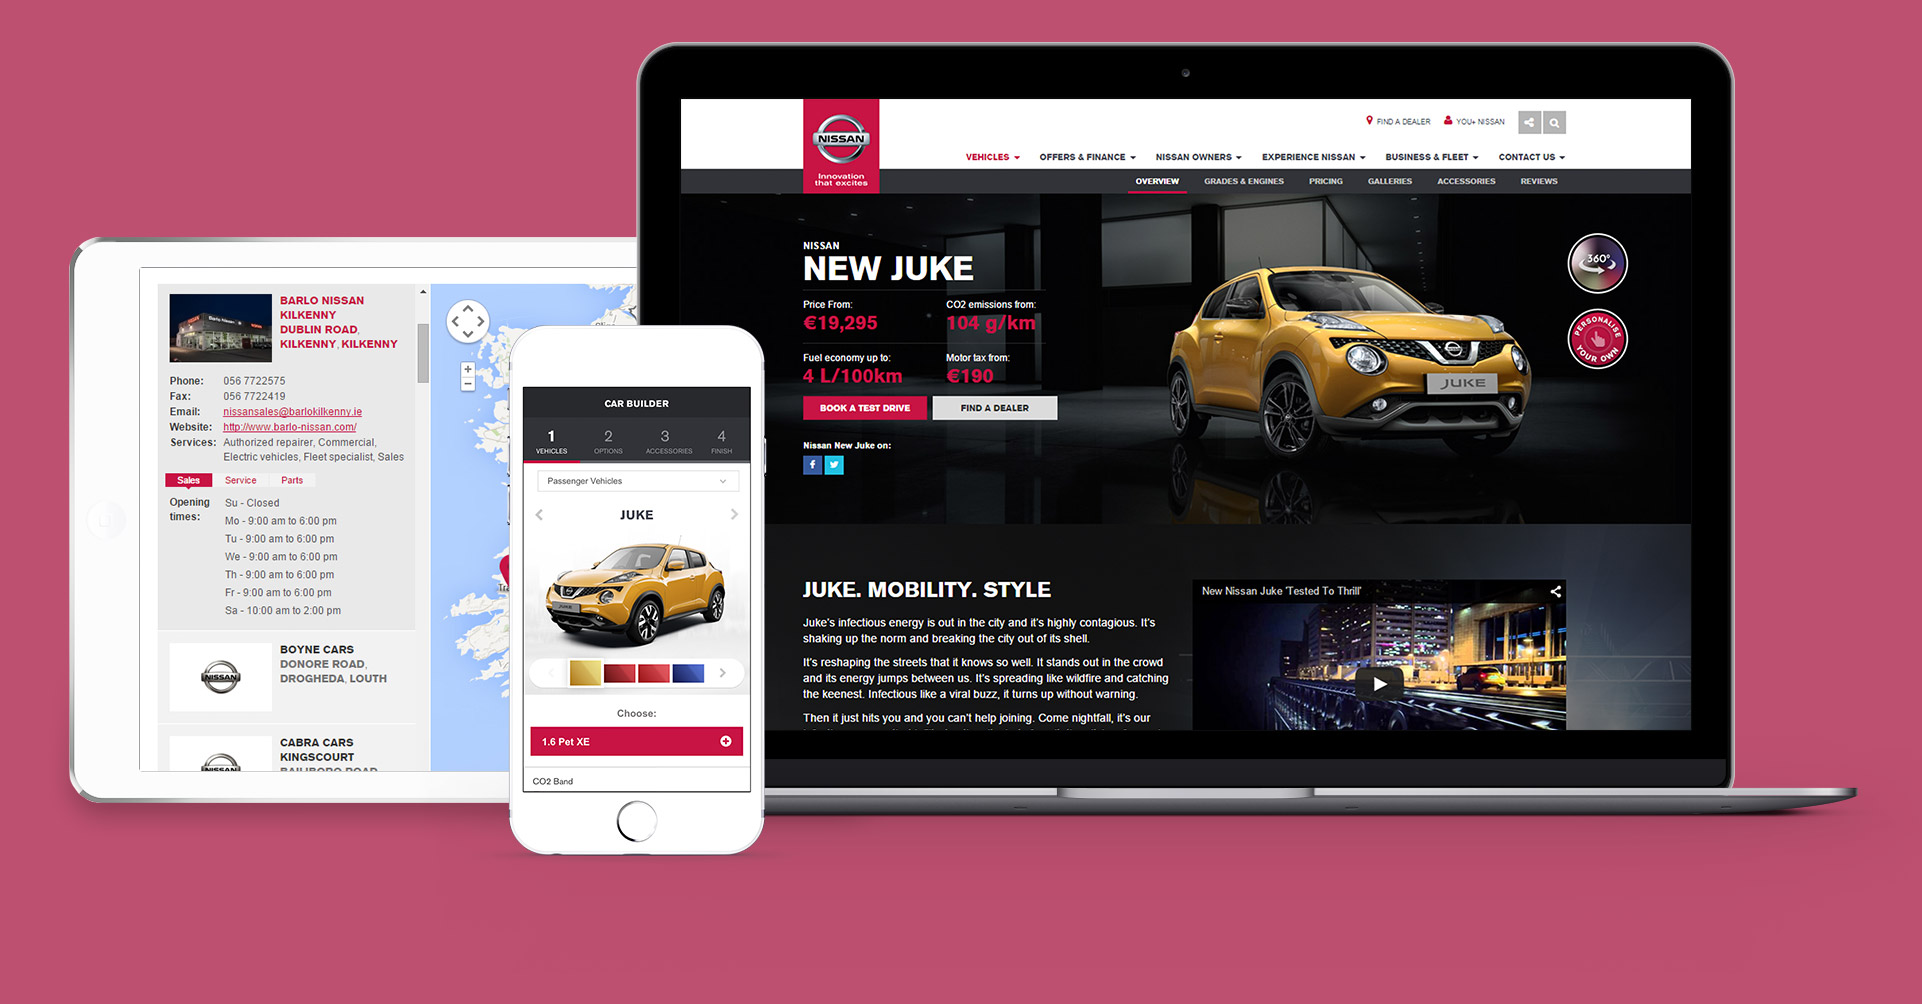 BARLO NISSAN
KILKENNY
DUBLIN ROAD,
KILKENNY, KILKENNY
Phone: 056 7722575
Fax: 056 7722419
Email: nissansales@barlokilkenny.ie
Website: http://www.barlo-nissan.com/
Services: Authorized repairer, Commercial,
Electric vehicles, Fleet specialist, Sales
Sales Service Parts
Opening times:
Su - Closed
Mo - 9:00 am to 6:00 pm
Tu - 9:00 am to 6:00 pm
We - 9:00 am to 6:00 pm
Th - 9:00 am to 6:00 pm
Fr - 9:00 am to 6:00 pm
Sa - 10:00 am to 2:00 pm
NISSAN
BOYNE CARS
DONORE ROAD,
DROGHEDA, LOUTH
NISSAN
CABRA CARS
KINGSCOURT
CAR BUILDER
1 2 3 4
VEHICLES OPTIONS ACCESSORIES FINISH
Passenger Vehicles
JUKE
JUKE
Choose:
1.6 Pet XE
CO2 Band
NISSAN
Innovation
that excites
FIND A DEALER YOU+ NISSAN
VEHICLES OFFERS & FINANCE NISSAN OWNERS EXPERIENCE NISSAN BUSINESS & FLEET CONTACT US
OVERVIEW GRADES & ENGINES PRICING GALLERIES ACCESSORIES REVIEWS
NISSAN
NEW JUKE
Price From: CO2 emissions from:
€19,295 104 g/km
Fuel economy up to: Motor tax from:
4 L/100km €190
BOOK A TEST DRIVE FIND A DEALER
Nissan New Juke on:
JUKE
360°
PERSONALISE
YOUR OWN
JUKE. MOBILITY. STYLE
Juke's infectious energy is out in the city and it's highly contagious. It's
shaking up the norm and breaking the city out of its shell.
It's reshaping the streets that it knows so well. It stands out in the crowd
and its energy jumps between us. It's spreading like wildfire and catching
the keenest. Infectious like a viral buzz, it turns up without warning.
Then it just hits you and you can't help joining. Come nightfall, it's our
New Nissan Juke 'Tested To Thrill'